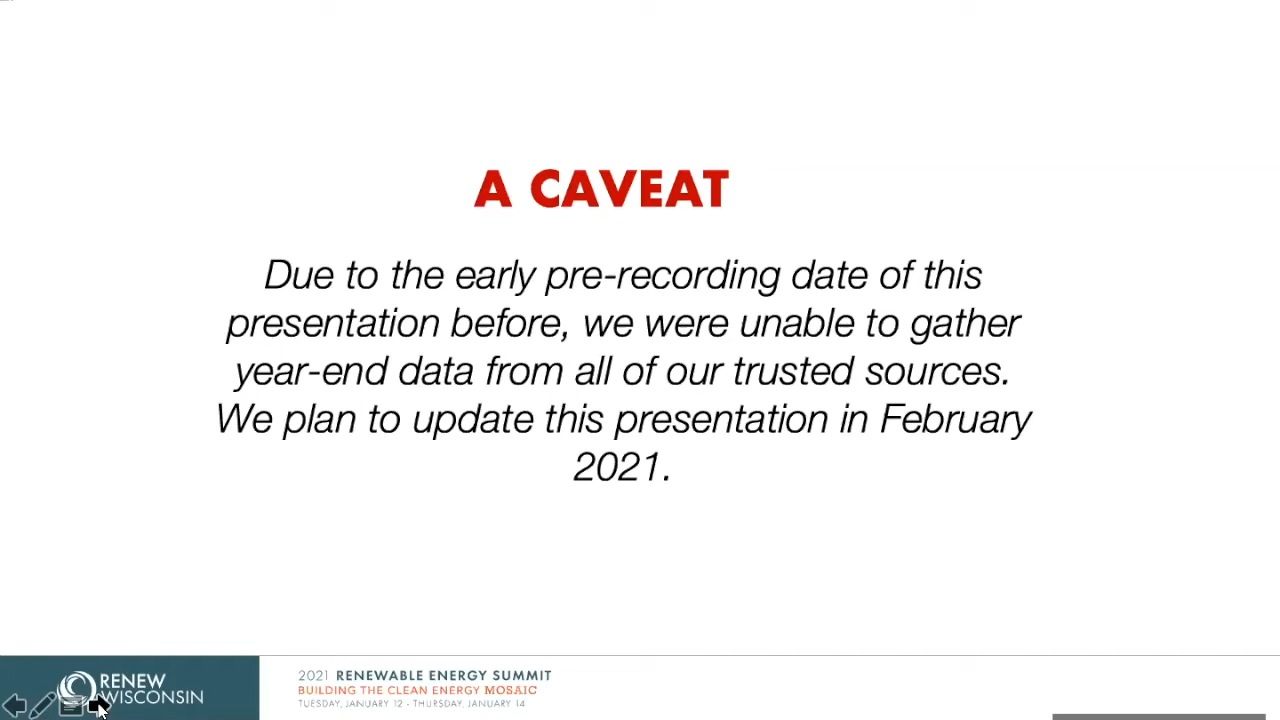 A CAVEAT
Due to the early pre-recording date of this
presentation before, we were unable to gather
year-end data from all of our trusted sources.
We plan to update this presentation in February
2021.
RENEW
WISCONSIN
2021 RENEWABLE ENERGY SUMMIT
BUILDING THE CLEAN ENERGY MOSAIC
TUESDAY, JANUARY 12 - THURSDAY, JANUARY 14